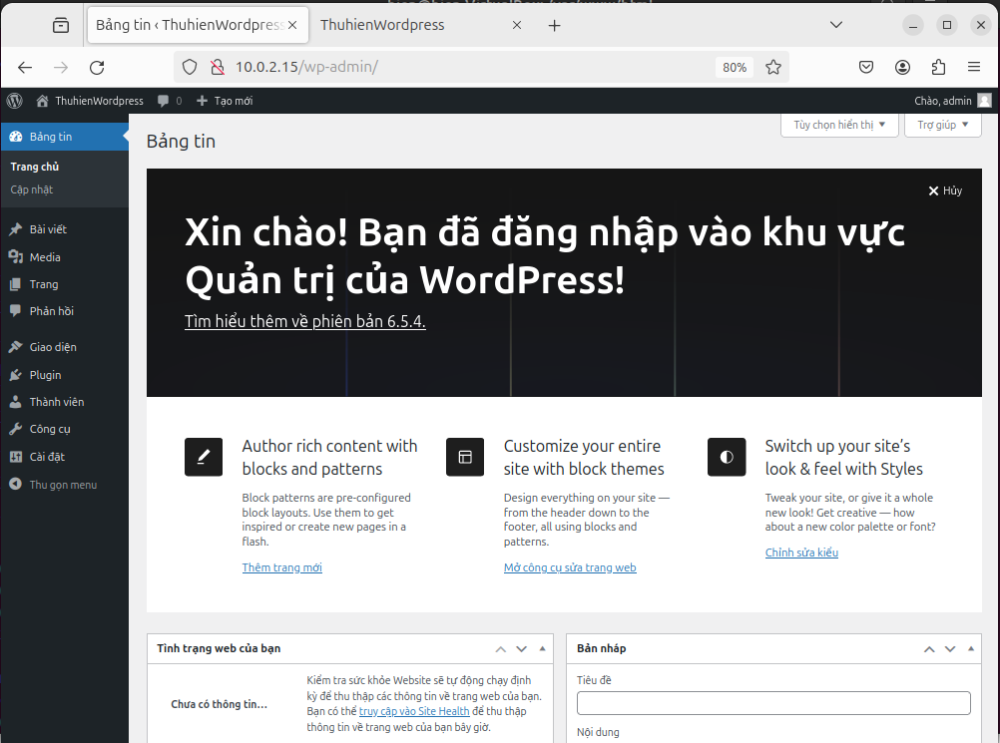 Bảng tin ‹ ThuhienWordpress
ThuhienWordpress
10.0.2.15/wp-admin/
80%
ThuhienWordpress
0
Tạo mới
Chào, admin
Bảng tin
Trang chủ
Cập nhật
Bài viết
Media
Trang
Phản hồi
Giao diện
Plugin
Thành viên
Công cụ
Cài đặt
Thu gọn menu
Tùy chọn hiển thị
Trợ giúp
Bảng tin
Hủy
Xin chào! Bạn đã đăng nhập vào khu vực
Quản trị của WordPress!
Tìm hiểu thêm về phiên bản 6.5.4.
Author rich content with
blocks and patterns
Block patterns are pre-configured
block layouts. Use them to get
inspired or create new pages in a
flash.
Thêm trang mới
Customize your entire
site with block themes
Design everything on your site —
from the header down to the
footer, all using blocks and
patterns.
Mở công cụ sửa trang web
Switch up your site’s
look & feel with Styles
Tweak your site, or give it a whole
new look! Get creative — how
about a new color palette or font?
Chỉnh sửa kiểu
Tình trạng web của bạn
Chưa có thông tin…
Kiểm tra sức khỏe Website sẽ tự động chạy định
kỳ để thu thập các thông tin về trang web của bạn.
Bạn có thể truy cập vào Site Health để thu thập
thông tin về trang web của bạn bây giờ.
Bản nháp
Tiêu đề
Nội dung